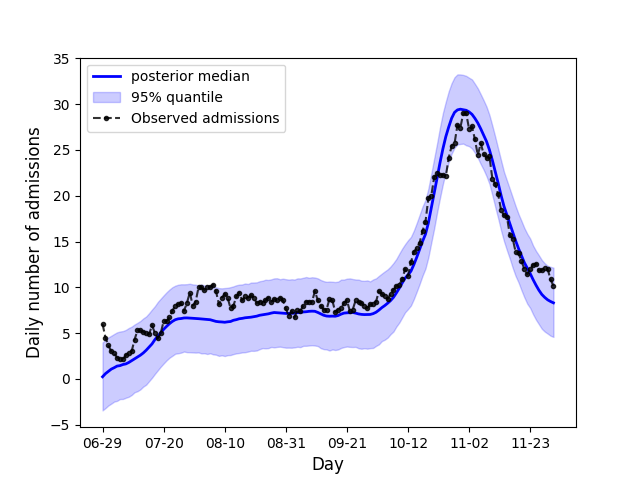 35
30
25
20
15
10
5
0
−5
Daily number of admissions
posterior median
95% quantile
Observed admissions
06-29 07-20 08-10 08-31 09-21 10-12 11-02 11-23
Day